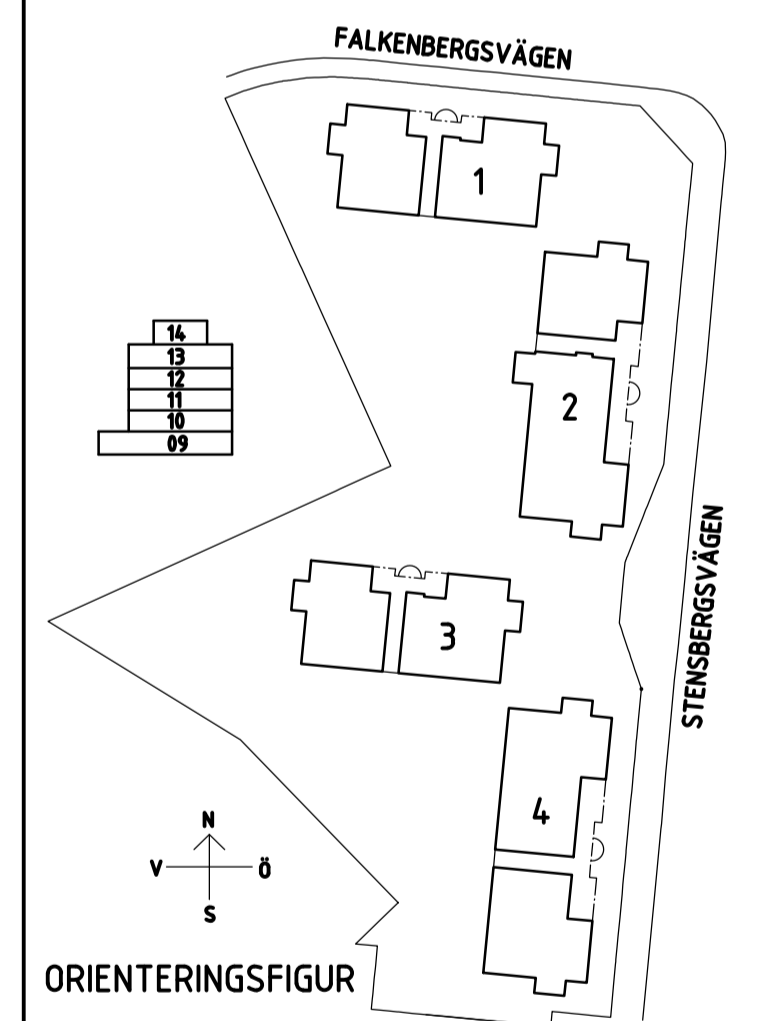 FALKENBERGSVÄGEN
1
14
13
12
11
10
09
2
STENSBERGSVÄGEN
3
4
N
V
Ö
S
ORIENTERINGSFIGUR